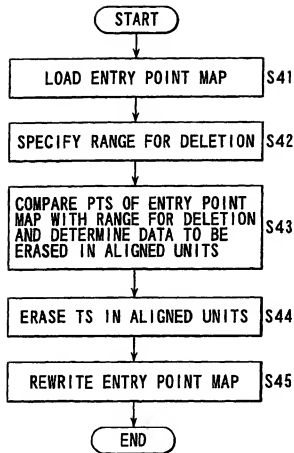 START
LOAD ENTRY POINT MAP S41
SPECIFY RANGE FOR DELETION S42
COMPARE PTS OF ENTRY POINT
MAP WITH RANGE FOR DELETION
AND DETERMINE DATA TO BE
ERASED IN ALIGNED UNITS
S43
ERASE TS IN ALIGNED UNITS S44
REWRITE ENTRY POINT MAP S45
END